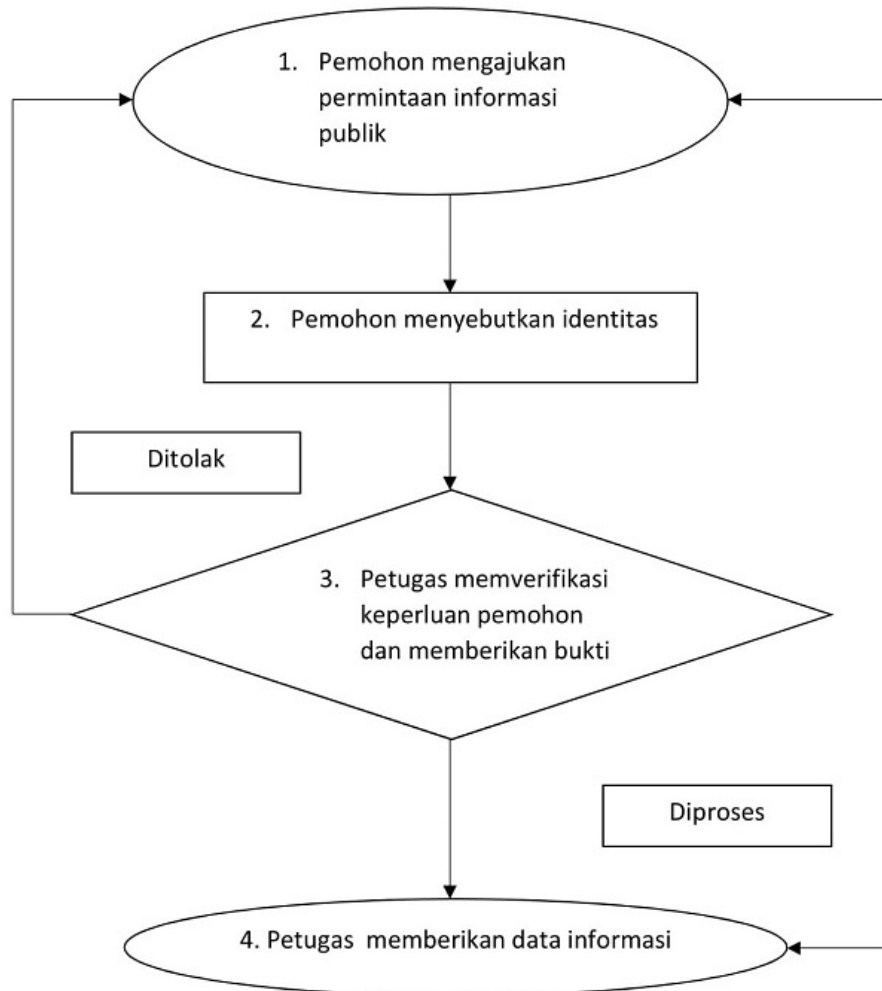 1. Pemohon mengajukan
permintaan informasi
publik
2. Pemohon menyebutkan identitas
Ditolak
3. Petugas memverifikasi
keperluan pemohon
dan memberikan bukti
Diproses
4. Petugas memberikan data informasi